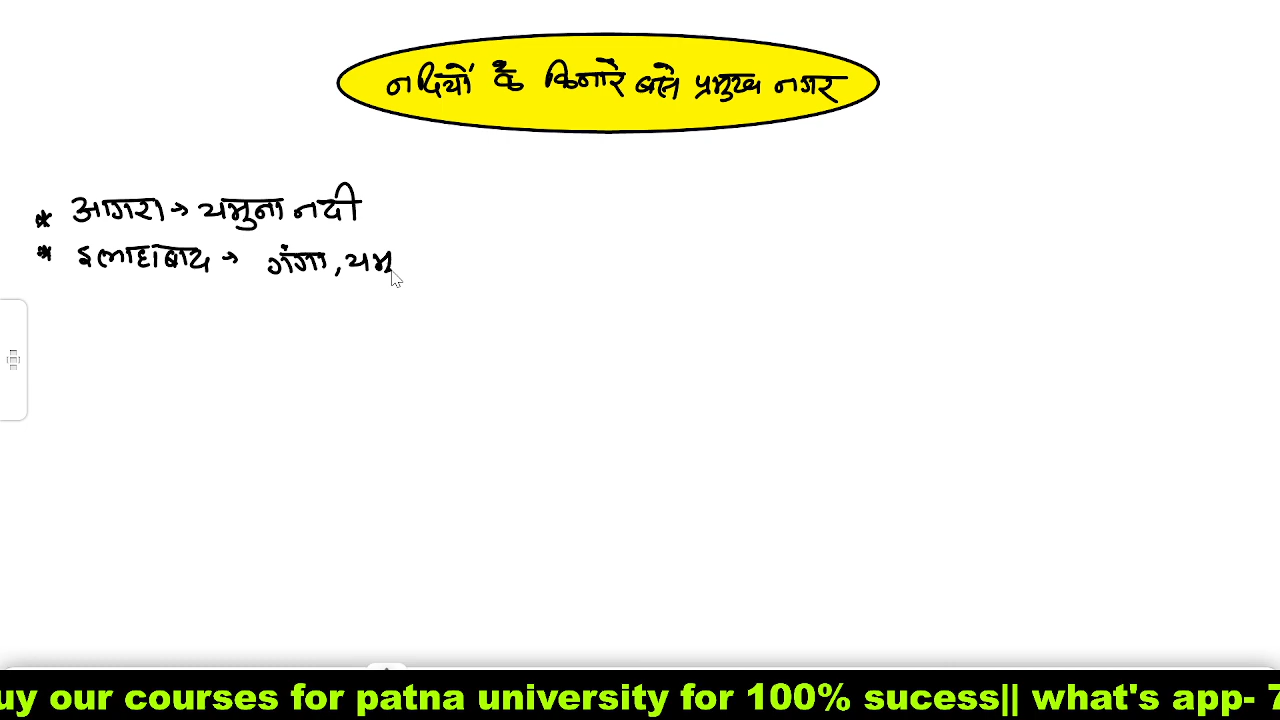 नदियों के किनारे बसे प्रमुख नगर
* आगरा → यमुना नदी
* इलाहाबाद → गंगा, यम
uy our courses for patna university for 100% sucess|| what's app- 7